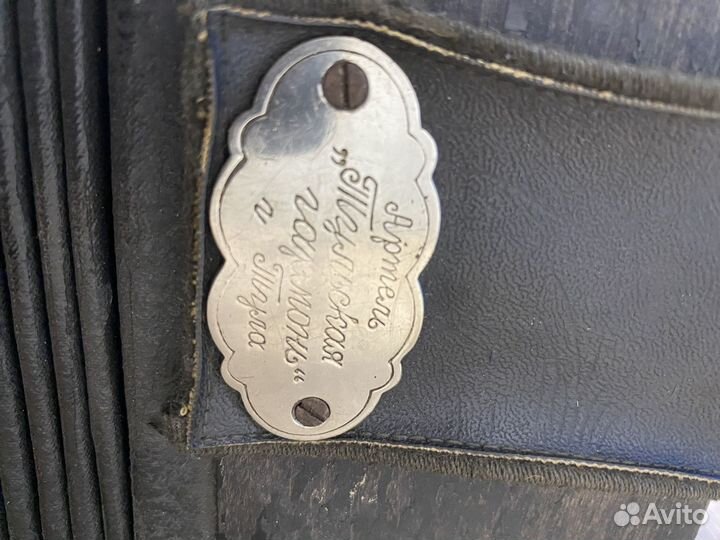 Артель
„Тульская
гармонь“
г Тула
Avito